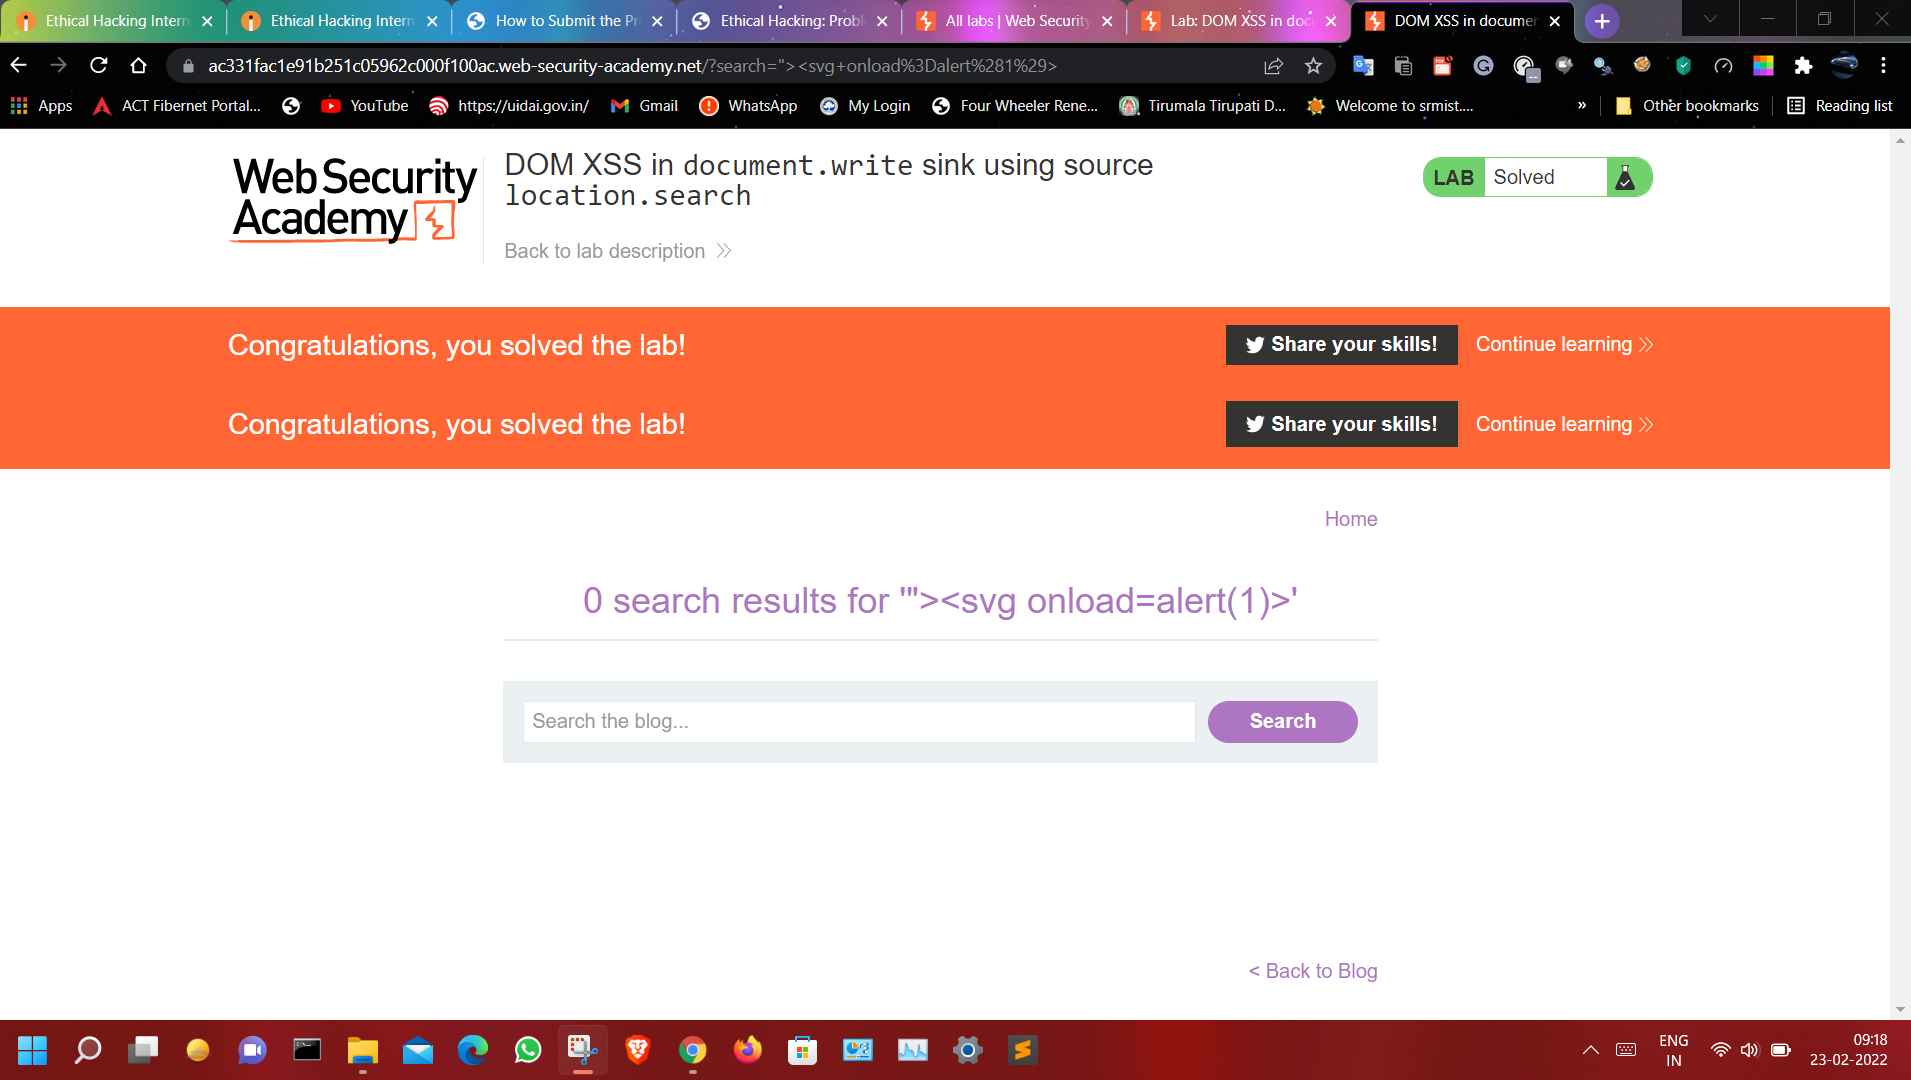 Ethical Hacking Intern
Ethical Hacking Intern
How to Submit the Pr
Ethical Hacking: Probl
All labs | Web Security
Lab: DOM XSS in doc
DOM XSS in documen
ac331fac1e91b251c05962c000f100ac.web-security-academy.net/?search="><svg+onload%3Dalert%281%29>
Apps
ACT Fibernet Portal...
YouTube
https://uidai.gov.in/
Gmail
WhatsApp
My Login
Four Wheeler Rene...
Tirumala Tirupati D...
Welcome to srmist....
»
Other bookmarks
Reading list
Web Security
Academy
DOM XSS in document.write sink using source
location.search
Back to lab description
LAB Solved
Congratulations, you solved the lab!
Share your skills!
Continue learning
Congratulations, you solved the lab!
Share your skills!
Continue learning
Home
0 search results for '"><svg onload=alert(1)>'
Search the blog...
Search
< Back to Blog
ENG
IN
09:18
23-02-2022